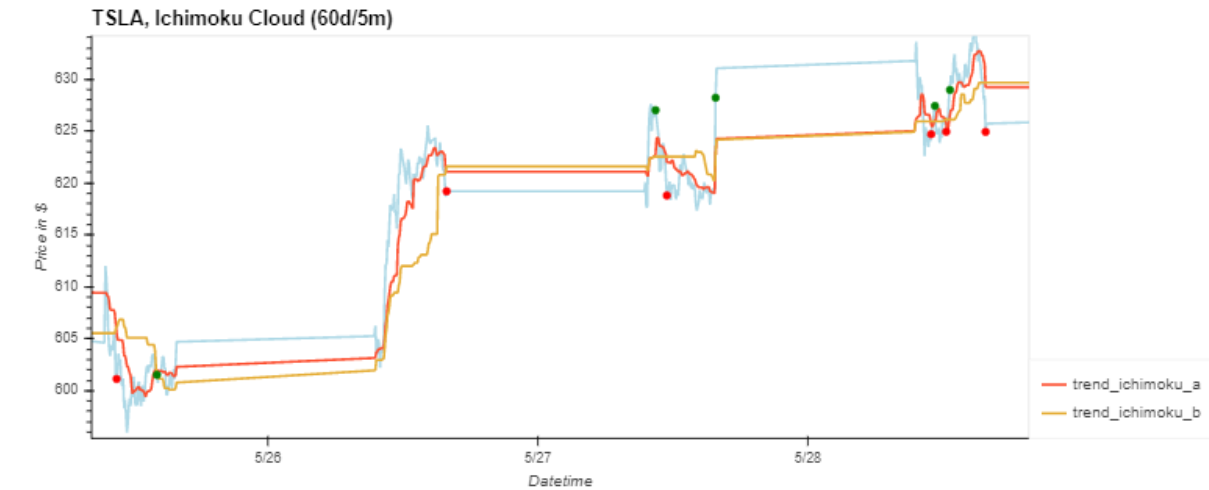 TSLA, Ichimoku Cloud (60d/5m)
630
625
620
615
610
605
600
Price in $
5/26
5/27
5/28
Datetime
trend_ichimoku_a
trend_ichimoku_b